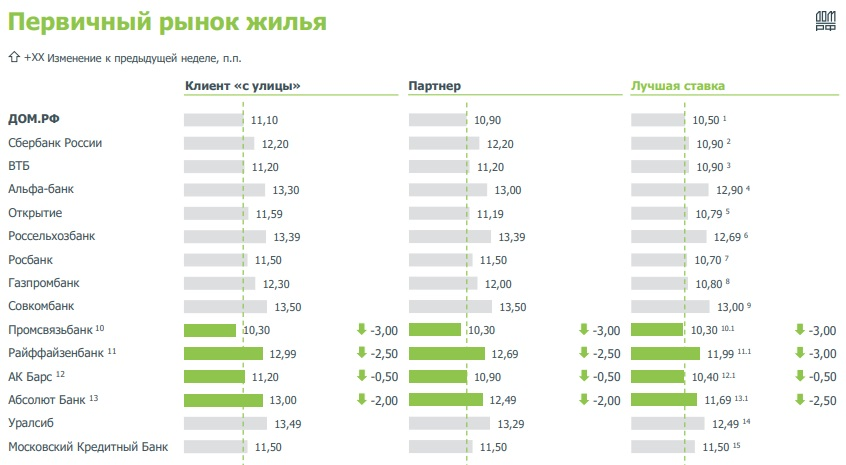 Первичный рынок жилья
ДОМ
РФ
+XX Изменение к предыдущей неделе, п.п.
Клиент «с улицы» Партнер Лучшая ставка
ДОМ.РФ 11,10 10,90 10,50 1
Сбербанк России 12,20 12,20 10,90 2
ВТБ 11,20 11,20 10,90 3
Альфа-банк 13,30 13,00 12,90 4
Открытие 11,59 11,19 10,79 5
Россельхозбанк 13,39 13,39 12,69 6
Росбанк 11,50 11,50 10,70 7
Газпромбанк 12,30 12,00 10,80 8
Совкомбанк 13,50 13,50 13,00 9
Промсвязьбанк 10 10,30 -3,00 10,30 -3,00 10,30 10.1 -3,00
Райффайзенбанк 11 12,99 -2,50 12,69 -2,50 11,99 11.1 -3,00
АК Барс 12 11,20 -0,50 10,90 -0,50 10,40 12.1 -0,50
Абсолют Банк 13 13,00 -2,00 12,49 -2,00 11,69 13.1 -2,50
Уралсиб 13,49 13,29 12,49 14
Московский Кредитный Банк 11,50 11,50 11,50 15